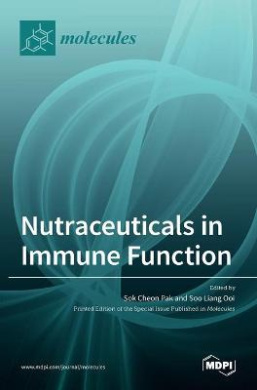 molecules
Nutraceuticals in
Immune Function
Edited by
Sok Cheon Pak and Soo Liang Ooi
Printed Edition of the Special Issue Published in Molecules
www.mdpi.com/journal/molecules
MDPI